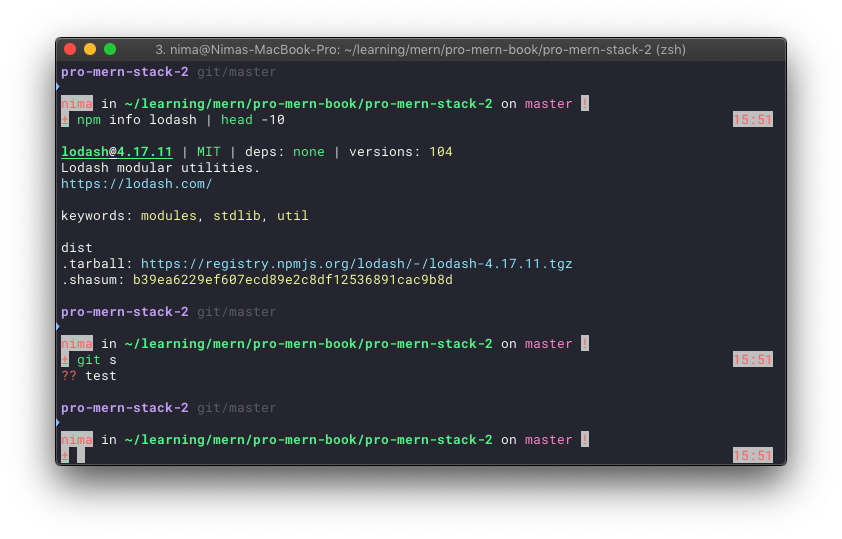 3. nima@Nimas-MacBook-Pro: ~/learning/mern/pro-mern-book/pro-mern-stack-2 (zsh)
pro-mern-stack-2 git/master
nima in ~/learning/mern/pro-mern-book/pro-mern-stack-2 on master !
± npm info lodash | head -10 15:51
lodash@4.17.11 | MIT | deps: none | versions: 104
Lodash modular utilities.
https://lodash.com/
keywords: modules, stdlib, util
dist
.tarball: https://registry.npmjs.org/lodash/-/lodash-4.17.11.tgz
.shasum: b39ea6229ef607ecd89e2c8df12536891cac9b8d
pro-mern-stack-2 git/master
nima in ~/learning/mern/pro-mern-book/pro-mern-stack-2 on master !
± git s 15:51
?? test
pro-mern-stack-2 git/master
nima in ~/learning/mern/pro-mern-book/pro-mern-stack-2 on master !
± 15:51